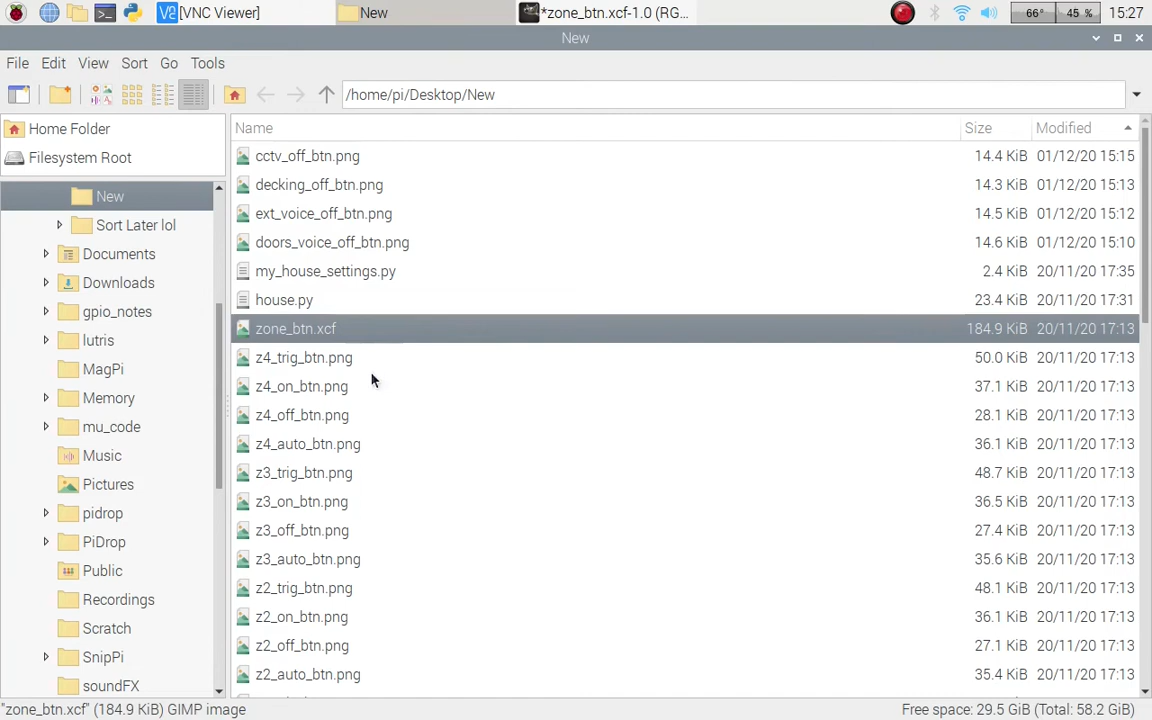 [VNC Viewer] New *zone_btn.xcf-1.0 (RG... 66° 45 % 15:27
New
File Edit View Sort Go Tools
/home/pi/Desktop/New
Home Folder
Filesystem Root
New
Sort Later lol
Documents
Downloads
gpio_notes
lutris
MagPi
Memory
mu_code
Music
Pictures
pidrop
PiDrop
Public
Recordings
Scratch
SnipPi
soundFX
Name Size Modified
cctv_off_btn.png 14.4 KiB 01/12/20 15:15
decking_off_btn.png 14.3 KiB 01/12/20 15:13
ext_voice_off_btn.png 14.5 KiB 01/12/20 15:12
doors_voice_off_btn.png 14.6 KiB 01/12/20 15:10
my_house_settings.py 2.4 KiB 20/11/20 17:35
house.py 23.4 KiB 20/11/20 17:31
zone_btn.xcf 184.9 KiB 20/11/20 17:13
z4_trig_btn.png 50.0 KiB 20/11/20 17:13
z4_on_btn.png 37.1 KiB 20/11/20 17:13
z4_off_btn.png 28.1 KiB 20/11/20 17:13
z4_auto_btn.png 36.1 KiB 20/11/20 17:13
z3_trig_btn.png 48.7 KiB 20/11/20 17:13
z3_on_btn.png 36.5 KiB 20/11/20 17:13
z3_off_btn.png 27.4 KiB 20/11/20 17:13
z3_auto_btn.png 35.6 KiB 20/11/20 17:13
z2_trig_btn.png 48.1 KiB 20/11/20 17:13
z2_on_btn.png 36.1 KiB 20/11/20 17:13
z2_off_btn.png 27.1 KiB 20/11/20 17:13
z2_auto_btn.png 35.4 KiB 20/11/20 17:13
"zone_btn.xcf" (184.9 KiB) GIMP image Free space: 29.5 GiB (Total: 58.2 GiB)